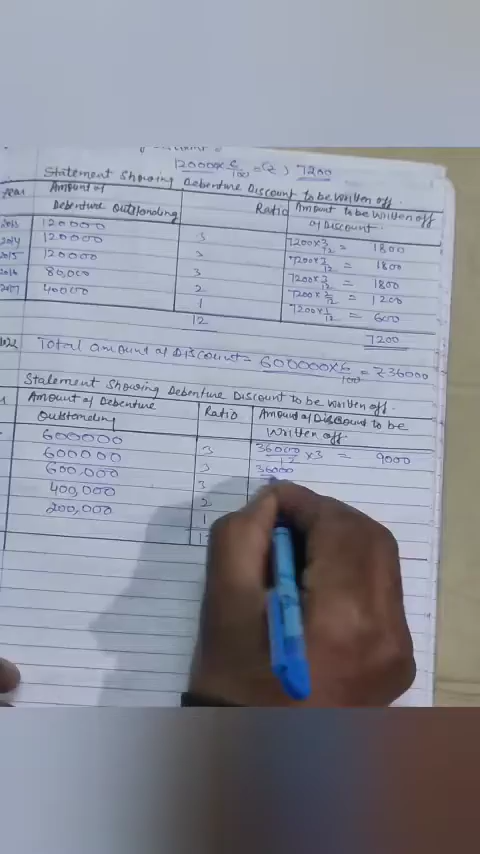 120000 × 6/100 = ₹ 7200
Statement Showing Debenture Discount to be written off.
Year Amount of Debenture Outstanding Ratio Amount to be written off of Discount
2013 120000 3 7200×3/12 = 1800
2014 120000 3 7200×3/12 = 1800
2015 120000 3 7200×3/12 = 1800
2016 80,000 2 7200×2/12 = 1200
2017 40000 1 7200×1/12 = 600
12 7200
Total amount of Discount = 600000×6/100 = ₹36000
Statement Showing Debenture Discount to be written off.
Amount of Debenture Outstanding Ratio Amount of Discount to be written off
600000 3 36000/12 ×3 = 9000
600000 3 36000
600,000 3
400,000 2
200,000 1